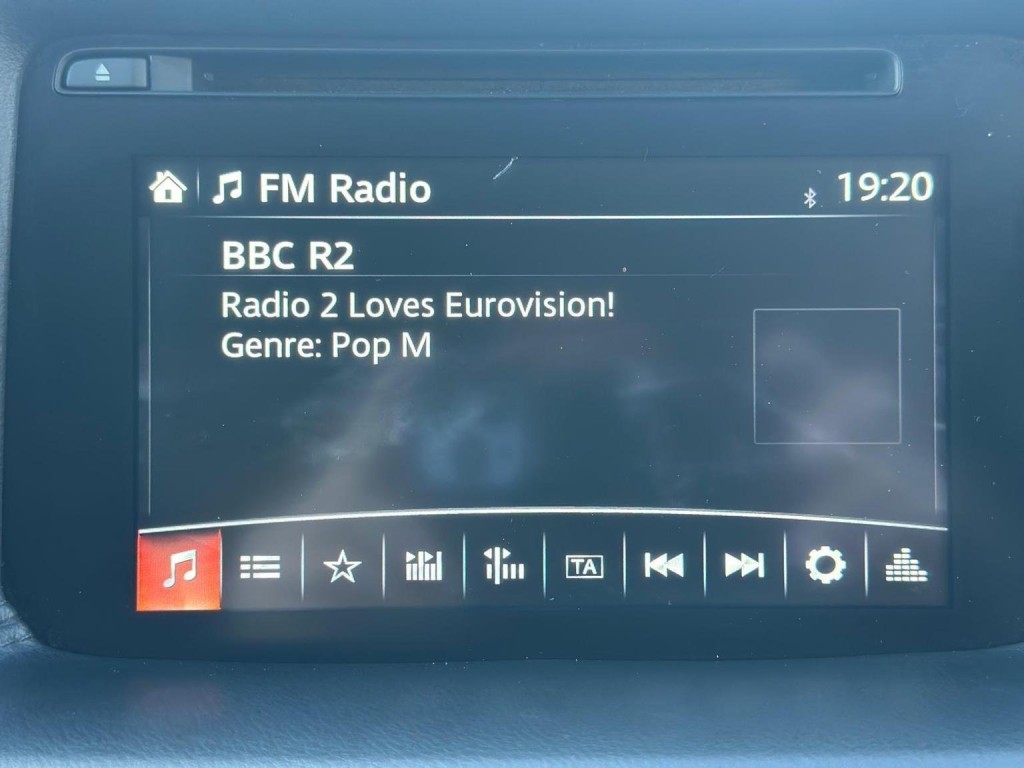 FM Radio
19:20
BBC R2
Radio 2 Loves Eurovision!
Genre: Pop M
TA